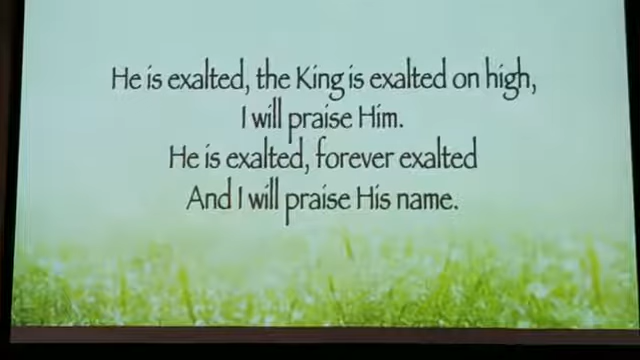 He is exalted, the King is exalted on high,
I will praise Him.
He is exalted, forever exalted
And I will praise His name.